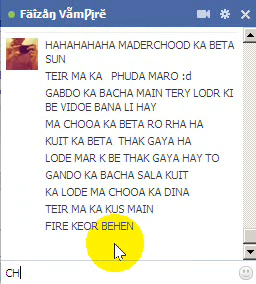 Fãïzåη VãmƤįrĕ
HAHAHAHAHA MADERCHOOD KA BETA
SUN
TEIR MA KA PHUDA MARO :d
GABDO KA BACHA MAIN TERY LODR KI
BE VIDOE BANA LI HAY
MA CHOOA KA BETA RO RHA HA
KUIT KA BETA THAK GAYA HA
LODE MAR K BE THAK GAYA HAY TO
GANDO KA BACHA SALA KUIT
KA LODE MA CHOOA KA DINA
TEIR MA KA KUS MAIN
FIRE KEOR BEHEN
CH